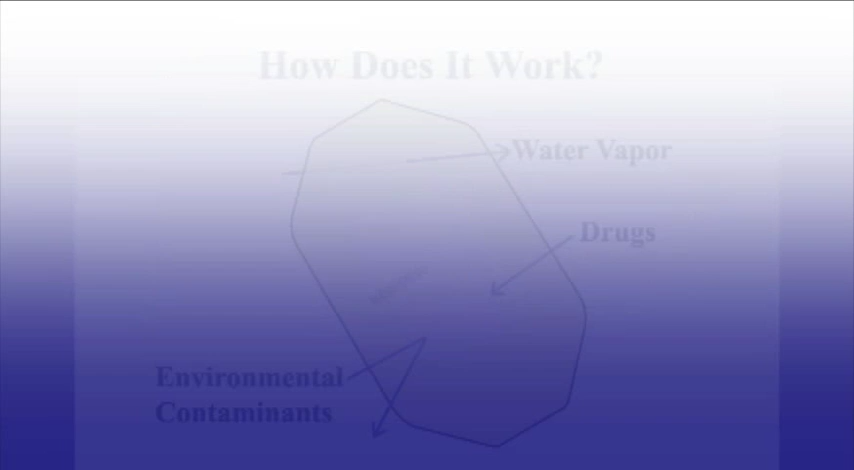 How Does It Work?
Water Vapor
Drugs
Environmental
Contaminants